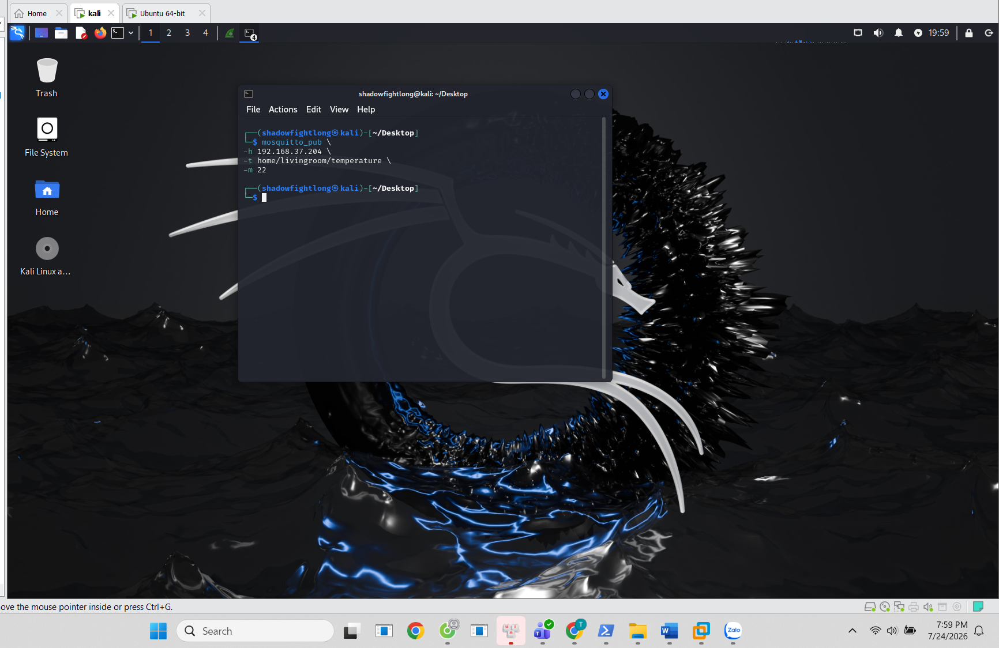 Home
kali
Ubuntu 64-bit
1 2 3 4
4
19:59
Trash
File System
Home
Kali Linux a...
shadowfightlong@kali: ~/Desktop
File Actions Edit View Help
┌──(shadowfightlong㉿kali)-[~/Desktop]
└─$ mosquitto_pub \
-h 192.168.37.204 \
-t home/livingroom/temperature \
-m 22
┌──(shadowfightlong㉿kali)-[~/Desktop]
└─$
ove the mouse pointer inside or press Ctrl+G.
Search
T
T
W
Zalo
7:59 PM
7/24/2026